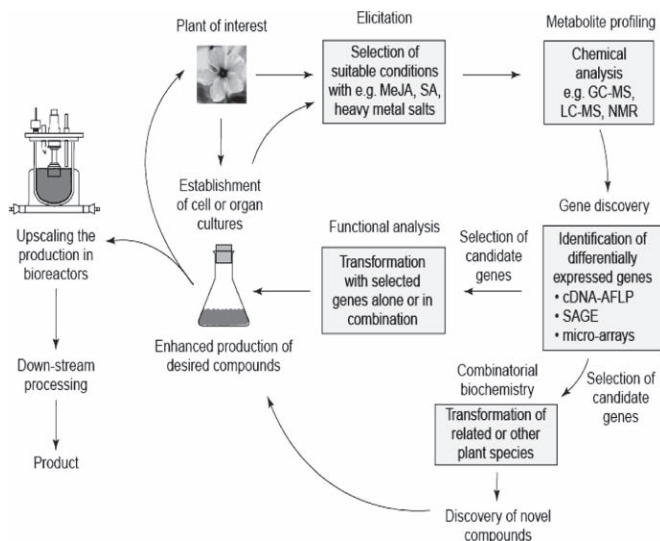 Plant of interest
Elicitation
Selection of
suitable conditions
with e.g. MeJA, SA,
heavy metal salts
Metabolite profiling
Chemical
analysis
e.g. GC-MS,
LC-MS, NMR
Establishment
of cell or organ
cultures
Upscaling the
production in
bioreactors
Down-stream
processing
Product
Enhanced production of
desired compounds
Functional analysis
Transformation
with selected
genes alone or in
combination
Selection of
candidate
genes
Gene discovery
Identification of
differentially
expressed genes
• cDNA-AFLP
• SAGE
• micro-arrays
Selection of
candidate
genes
Combinatorial
biochemistry
Transformation of
related or other
plant species
Discovery of novel
compounds